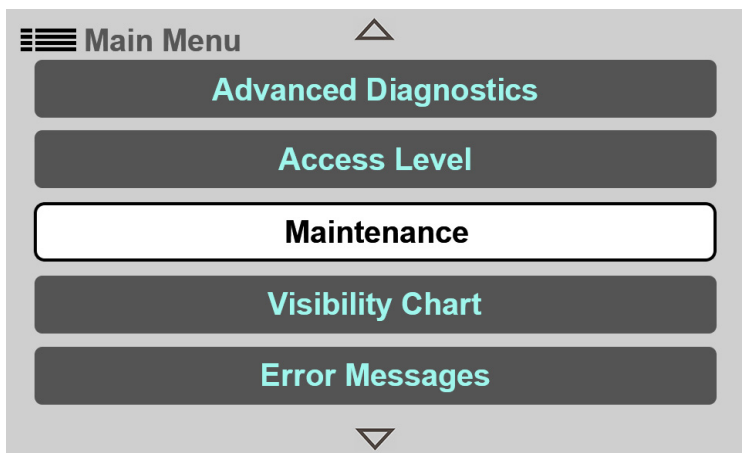 Main Menu
Advanced Diagnostics
Access Level
Maintenance
Visibility Chart
Error Messages